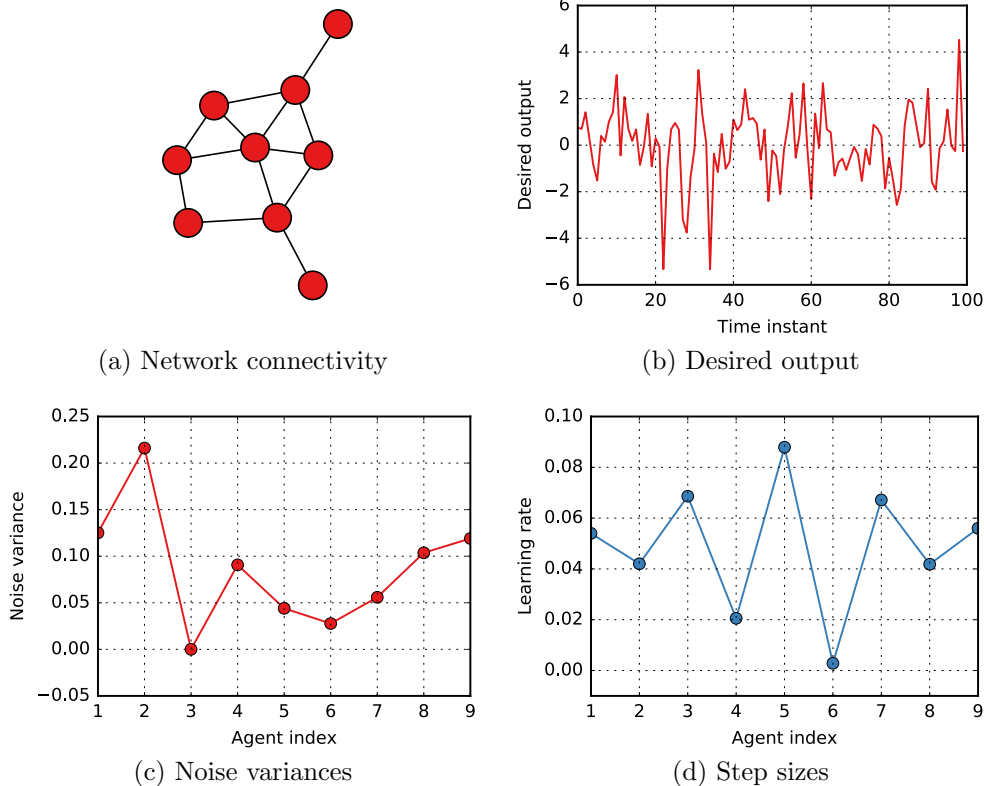 6
4
2
0
−2
−4
−6
Desired output
0 20 40 60 80 100
Time instant
(a) Network connectivity
(b) Desired output
0.25
0.20
0.15
0.10
0.05
0.00
−0.05
Noise variance
1 2 3 4 5 6 7 8 9
Agent index
(c) Noise variances
0.10
0.08
0.06
0.04
0.02
0.00
Learning rate
1 2 3 4 5 6 7 8 9
Agent index
(d) Step sizes